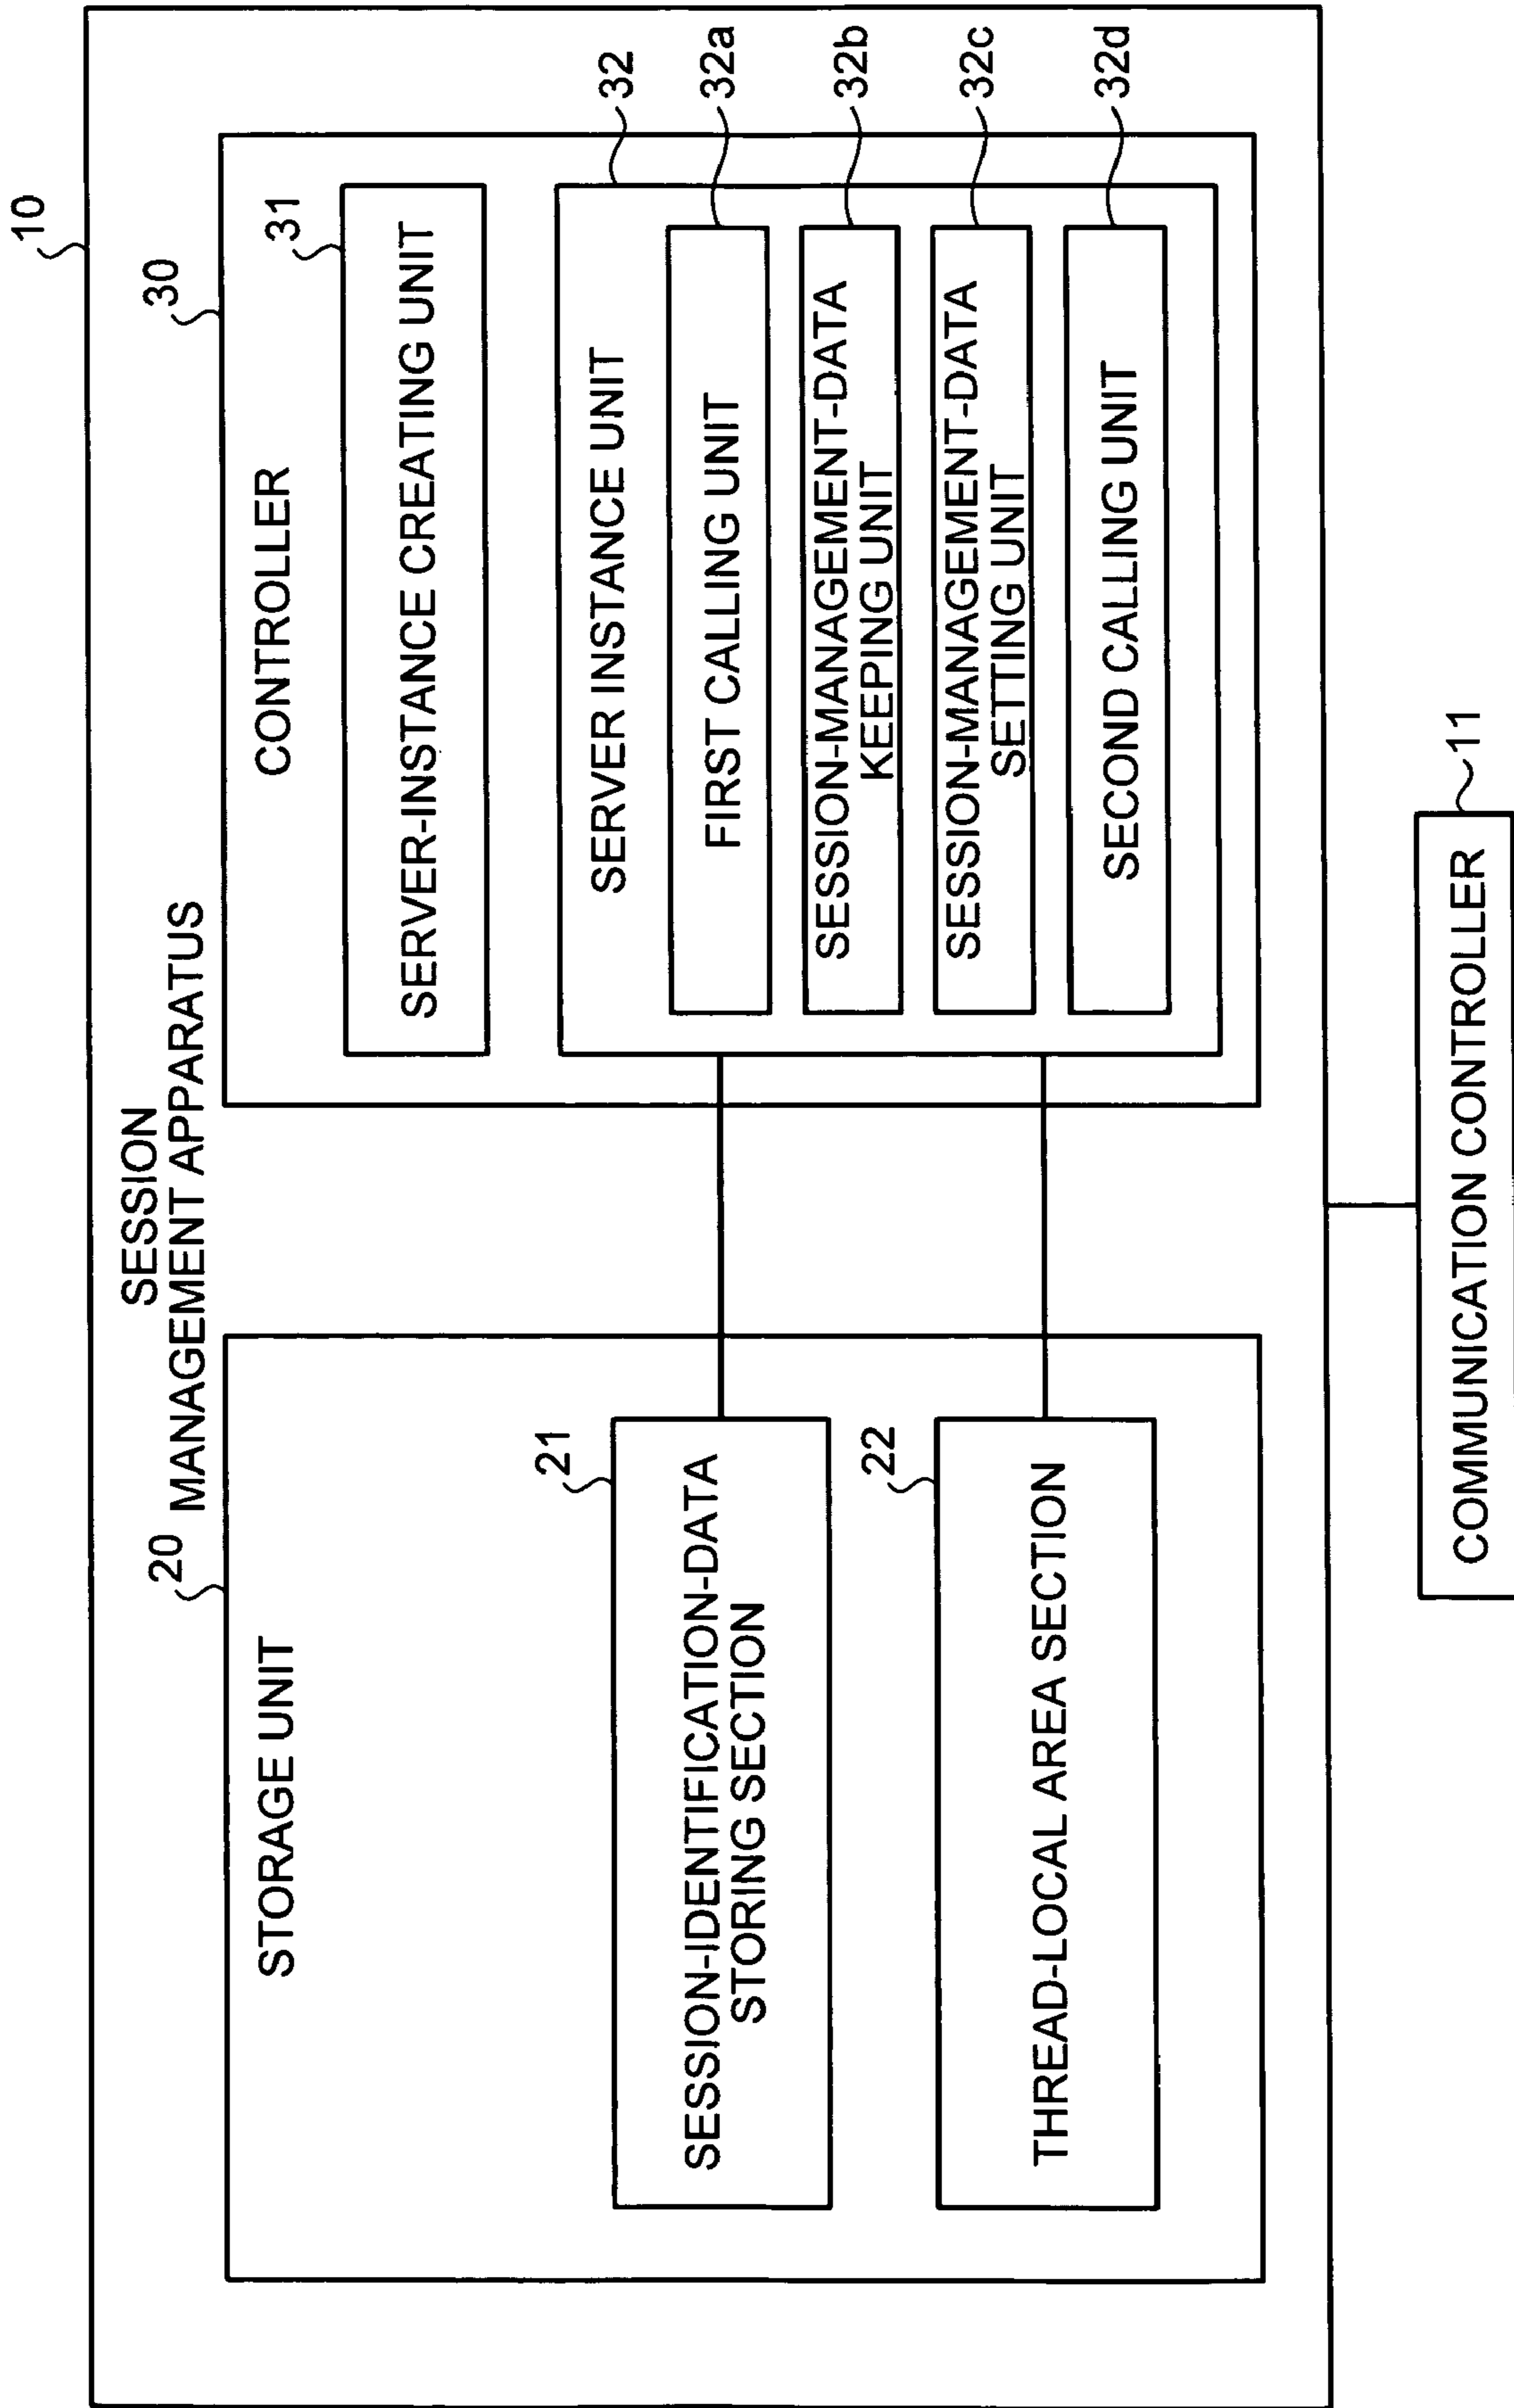 10
SESSION
MANAGEMENT APPARATUS
20
STORAGE UNIT
21
SESSION-IDENTIFICATION-DATA
STORING SECTION
22
THREAD-LOCAL AREA SECTION
30
CONTROLLER
31
SERVER-INSTANCE CREATING UNIT
32
SERVER INSTANCE UNIT
32a
FIRST CALLING UNIT
32b
SESSION-MANAGEMENT-DATA
KEEPING UNIT
32c
SESSION-MANAGEMENT-DATA
SETTING UNIT
32d
SECOND CALLING UNIT
11
COMMUNICATION CONTROLLER